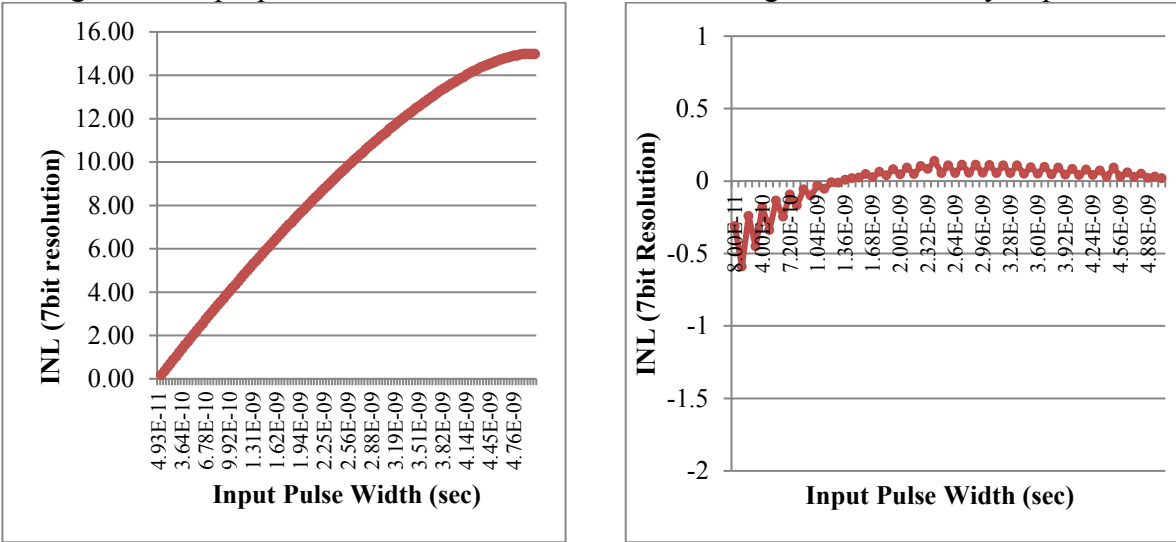 INL (7bit resolution)
16.00
14.00
12.00
10.00
8.00
6.00
4.00
2.00
0.00
4.93E-11
3.64E-10
6.78E-10
9.92E-10
1.31E-09
1.62E-09
1.94E-09
2.25E-09
2.56E-09
2.88E-09
3.19E-09
3.51E-09
3.82E-09
4.14E-09
4.45E-09
4.76E-09
Input Pulse Width (sec)
INL (7bit Resolution)
1
0.5
0
-0.5
-1
-1.5
-2
8.00E-11
4.00E-10
7.20E-10
1.04E-09
1.36E-09
1.68E-09
2.00E-09
2.32E-09
2.64E-09
2.96E-09
3.28E-09
3.60E-09
3.92E-09
4.24E-09
4.56E-09
4.88E-09
Input Pulse Width (sec)